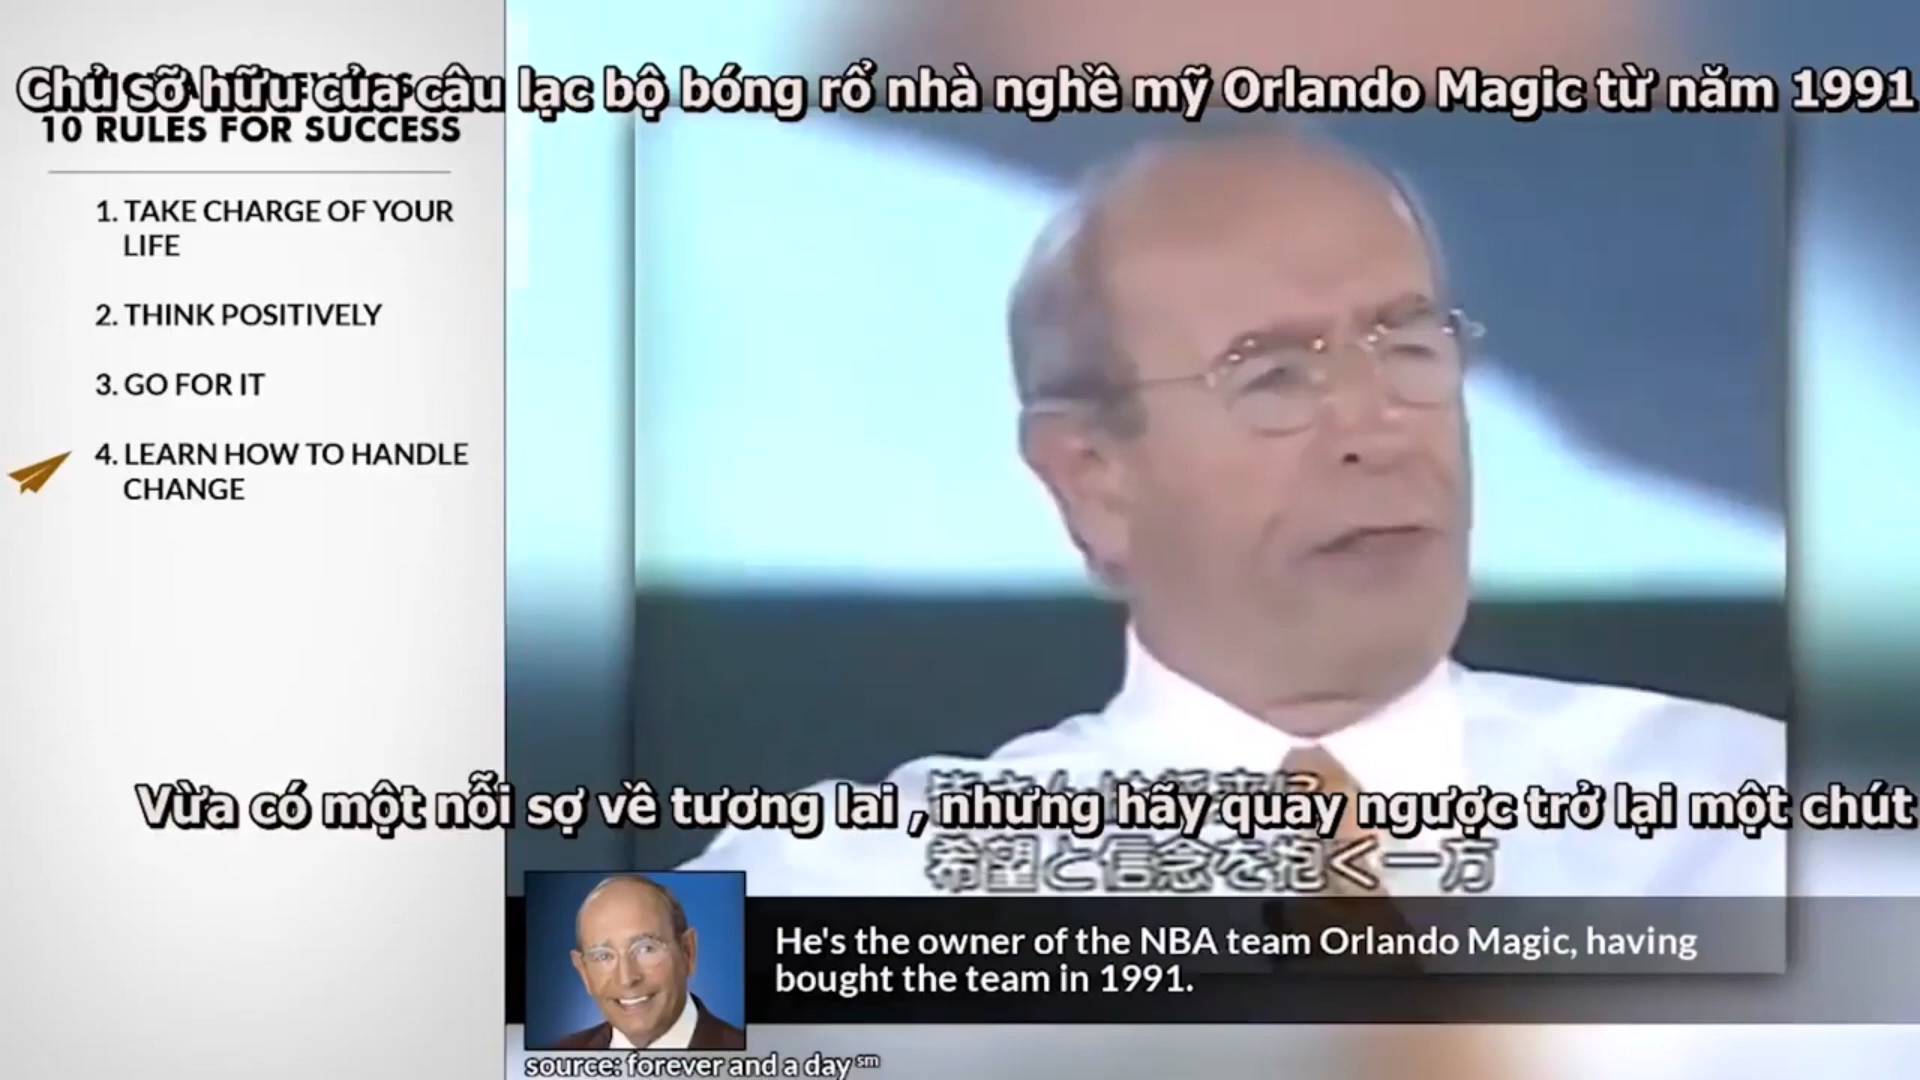 Chủ sỡ hữu của câu lạc bộ bóng rổ nhà nghề mỹ Orlando Magic từ năm 1991
10 RULES FOR SUCCESS
1. TAKE CHARGE OF YOUR
LIFE
2. THINK POSITIVELY
3. GO FOR IT
4. LEARN HOW TO HANDLE
CHANGE
Vừa có một nỗi sợ về tương lai , nhưng hãy quay ngược trở lại một chút
希望と信念を抱く一方
He's the owner of the NBA team Orlando Magic, having
bought the team in 1991.
source: forever and a day℠